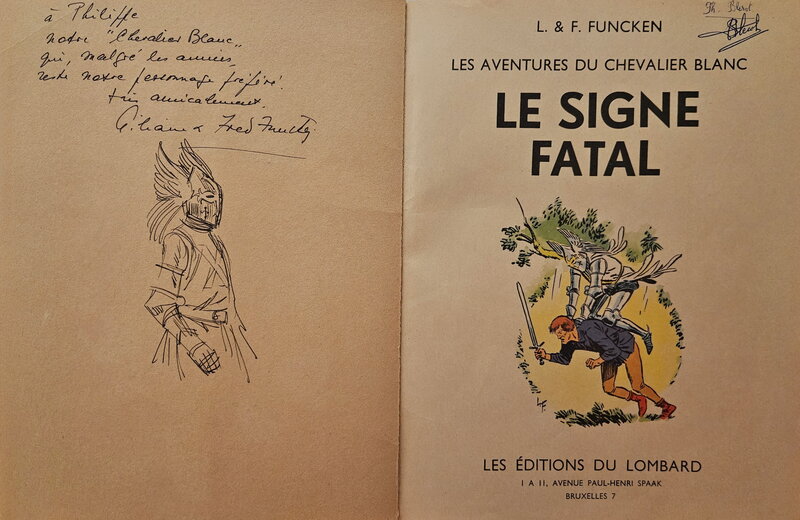 à Philippe
notre "Chevalier Blanc"
qui, malgré les années,
reste notre personnage préféré.
très amicalement.
Liliane & Fred Funcken
L. & F. FUNCKEN
LES AVENTURES DU CHEVALIER BLANC
LE SIGNE
FATAL
LES ÉDITIONS DU LOMBARD
1 A 11, AVENUE PAUL-HENRI SPAAK
BRUXELLES 7